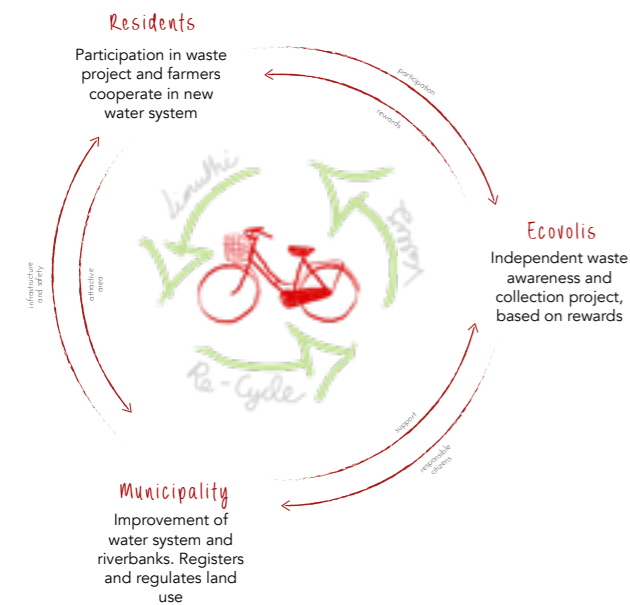 Residents
Participation in waste
project and farmers
cooperate in new
water system
participation
rewards
Ecovolis
Independent waste
awareness and
collection project,
based on rewards
infrastructure
and safety
attractive
area
Re-Cycle
support
responsible
citizens
Municipality
Improvement of
water system and
riverbanks. Registers
and regulates land
use